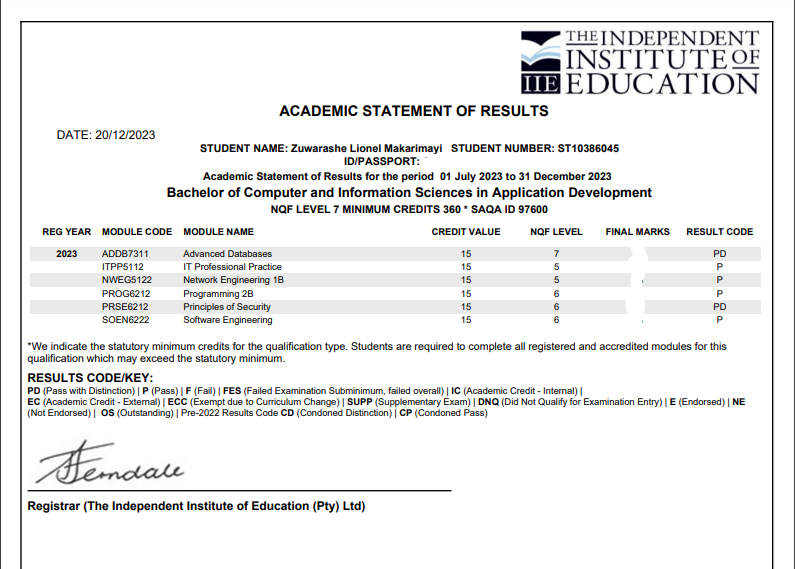 THE INDEPENDENT
INSTITUTE OF
IIE EDUCATION
ACADEMIC STATEMENT OF RESULTS
DATE: 20/12/2023
STUDENT NAME: Zuwarashe Lionel Makarimayi STUDENT NUMBER: ST10386045
ID/PASSPORT:
Academic Statement of Results for the period 01 July 2023 to 31 December 2023
Bachelor of Computer and Information Sciences in Application Development
NQF LEVEL 7 MINIMUM CREDITS 360 * SAQA ID 97600
REG YEAR MODULE CODE MODULE NAME CREDIT VALUE NQF LEVEL FINAL MARKS RESULT CODE
2023 ADDB7311 Advanced Databases 15 7 PD
ITPP5112 IT Professional Practice 15 5 P
NWEG5122 Network Engineering 1B 15 5 P
PROG6212 Programming 2B 15 6 P
PRSE6212 Principles of Security 15 6 PD
SOEN6222 Software Engineering 15 6 P
*We indicate the statutory minimum credits for the qualification type. Students are required to complete all registered and accredited modules for this
qualification which may exceed the statutory minimum.
RESULTS CODE/KEY:
PD (Pass with Distinction) | P (Pass) | F (Fail) | FES (Failed Examination Subminimum, failed overall) | IC (Academic Credit - Internal) |
EC (Academic Credit - External) | ECC (Exempt due to Curriculum Change) | SUPP (Supplementary Exam) | DNQ (Did Not Qualify for Examination Entry) | E (Endorsed) | NE
(Not Endorsed) | OS (Outstanding) | Pre-2022 Results Code CD (Condoned Distinction) | CP (Condoned Pass)
Registrar (The Independent Institute of Education (Pty) Ltd)